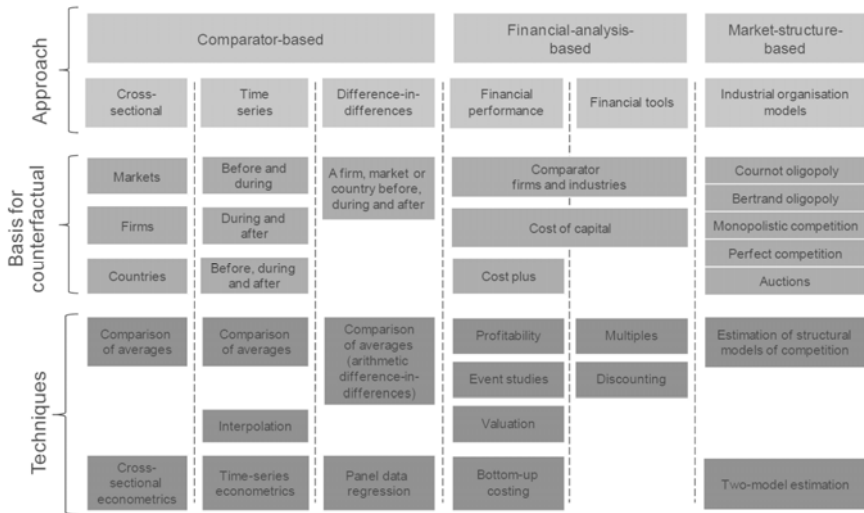 Approach
Comparator-based
Financial-analysis-
based
Market-structure-
based
Cross-
sectional
Time
series
Difference-in-
differences
Financial
performance
Financial tools
Industrial organisation
models
Basis for
counterfactual
Markets
Before and
during
A firm, market or
country before,
during and after
Comparator
firms and industries
Cournot oligopoly
Bertrand oligopoly
Firms
During and
after
Cost of capital
Monopolistic competition
Perfect competition
Countries
Before, during
and after
Cost plus
Auctions
Techniques
Comparison
of averages
Comparison
of averages
Comparison
of averages
(arithmetic
difference-in-
differences)
Profitability
Multiples
Estimation of structural
models of competition
Event studies
Discounting
Interpolation
Valuation
Cross-
sectional
econometrics
Time-series
econometrics
Panel data
regression
Bottom-up
costing
Two-model estimation